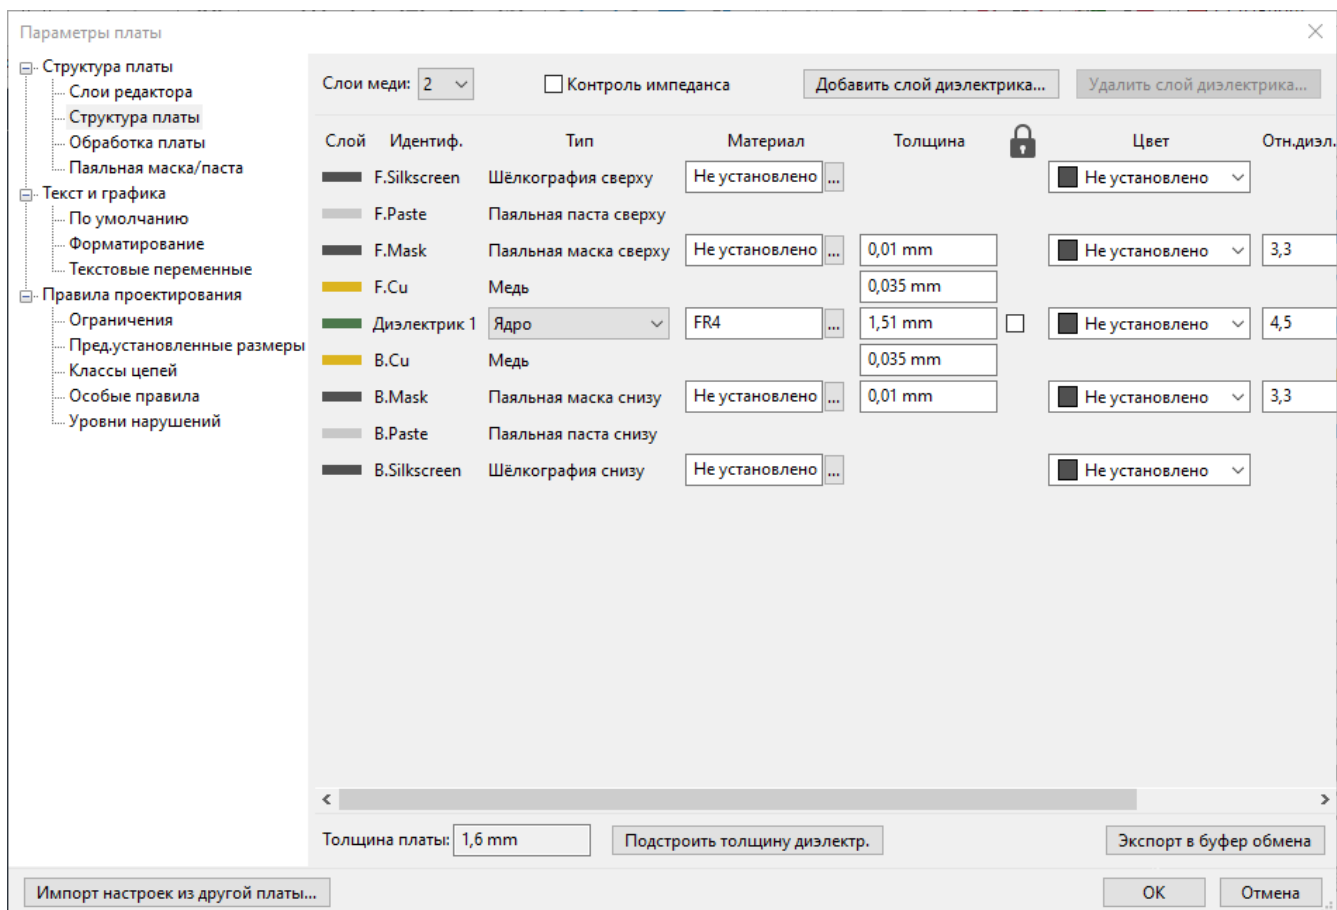 Параметры платы
Структура платы
Слои редактора
Структура платы
Обработка платы
Паяльная маска/паста
Текст и графика
По умолчанию
Форматирование
Текстовые переменные
Правила проектирования
Ограничения
Пред.установленные размеры
Классы цепей
Особые правила
Уровни нарушений
Слои меди: 2 Контроль импеданса Добавить слой диэлектрика... Удалить слой диэлектрика...
Слой Идентиф. Тип Материал Толщина Цвет Отн.диэл.
F.Silkscreen Шёлкография сверху Не установлено ... Не установлено
F.Paste Паяльная паста сверху
F.Mask Паяльная маска сверху Не установлено ... 0,01 mm Не установлено 3,3
F.Cu Медь 0,035 mm
Диэлектрик 1 Ядро FR4 ... 1,51 mm Не установлено 4,5
B.Cu Медь 0,035 mm
B.Mask Паяльная маска снизу Не установлено ... 0,01 mm Не установлено 3,3
B.Paste Паяльная паста снизу
B.Silkscreen Шёлкография снизу Не установлено ... Не установлено
Толщина платы: 1,6 mm Подстроить толщину диэлектр. Экспорт в буфер обмена
Импорт настроек из другой платы... OK Отмена